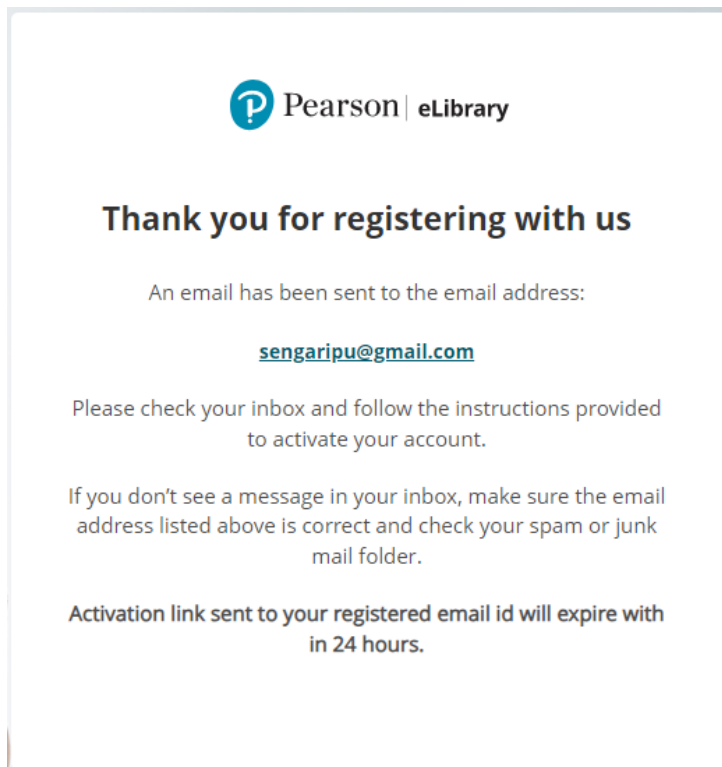 Pearson | eLibrary
Thank you for registering with us
An email has been sent to the email address:
sengaripu@gmail.com
Please check your inbox and follow the instructions provided
to activate your account.
If you don’t see a message in your inbox, make sure the email
address listed above is correct and check your spam or junk
mail folder.
Activation link sent to your registered email id will expire with
in 24 hours.